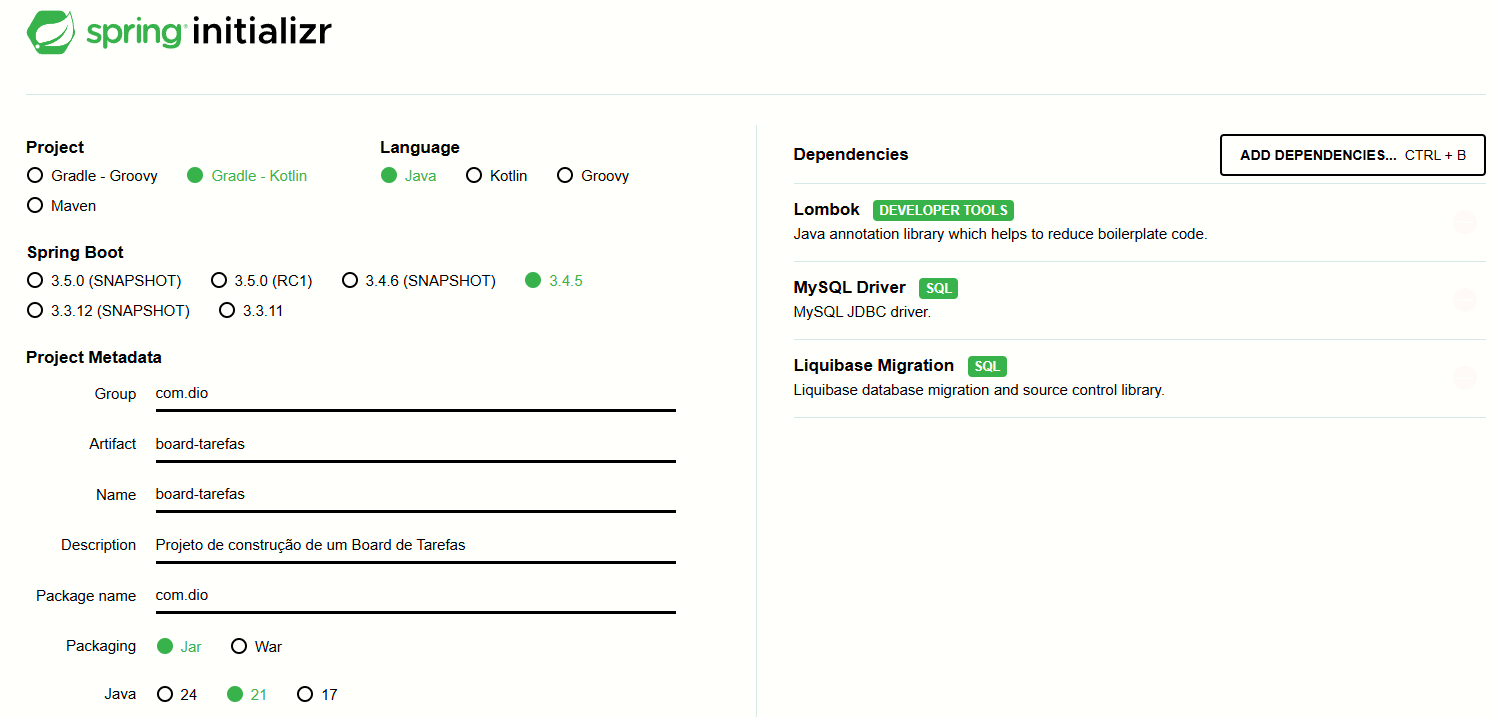 spring initializr
Project
Gradle - Groovy Gradle - Kotlin
Maven
Language
Java Kotlin Groovy
Spring Boot
3.5.0 (SNAPSHOT) 3.5.0 (RC1) 3.4.6 (SNAPSHOT) 3.4.5
3.3.12 (SNAPSHOT) 3.3.11
Project Metadata
Group com.dio
Artifact board-tarefas
Name board-tarefas
Description Projeto de construção de um Board de Tarefas
Package name com.dio
Packaging Jar War
Java 24 21 17
Dependencies ADD DEPENDENCIES... CTRL + B
Lombok DEVELOPER TOOLS
Java annotation library which helps to reduce boilerplate code.
MySQL Driver SQL
MySQL JDBC driver.
Liquibase Migration SQL
Liquibase database migration and source control library.